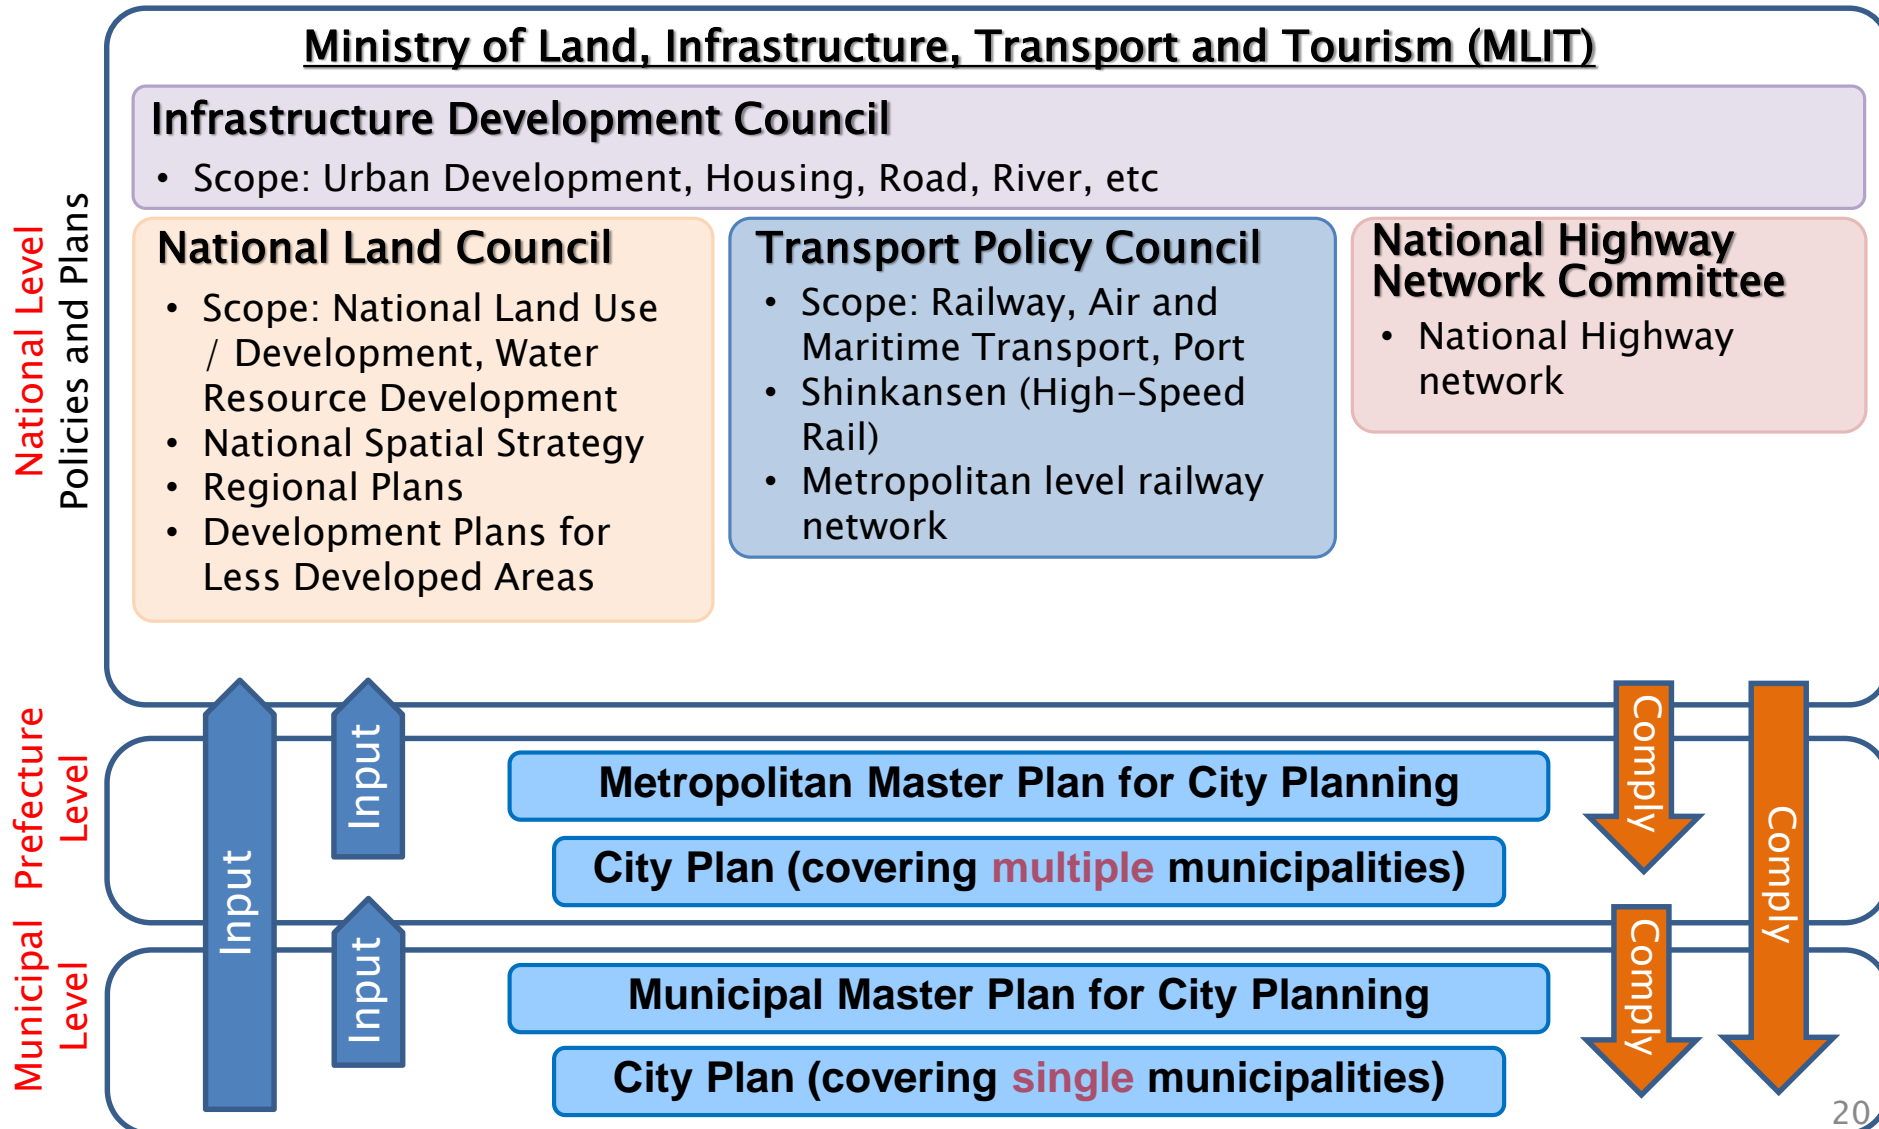 Ministry of Land, Infrastructure, Transport and Tourism (MLIT)
Infrastructure Development Council
• Scope: Urban Development, Housing, Road, River, etc
National Level
Policies and Plans
National Land Council
• Scope: National Land Use
/ Development, Water
Resource Development
• National Spatial Strategy
• Regional Plans
• Development Plans for
Less Developed Areas
Transport Policy Council
• Scope: Railway, Air and
Maritime Transport, Port
• Shinkansen (High-Speed
Rail)
• Metropolitan level railway
network
National Highway
Network Committee
• National Highway
network
Prefecture
Level
Input
Input
Metropolitan Master Plan for City Planning
City Plan (covering multiple municipalities)
Comply
Comply
Municipal
Level
Input
Municipal Master Plan for City Planning
City Plan (covering single municipalities)
Comply
20